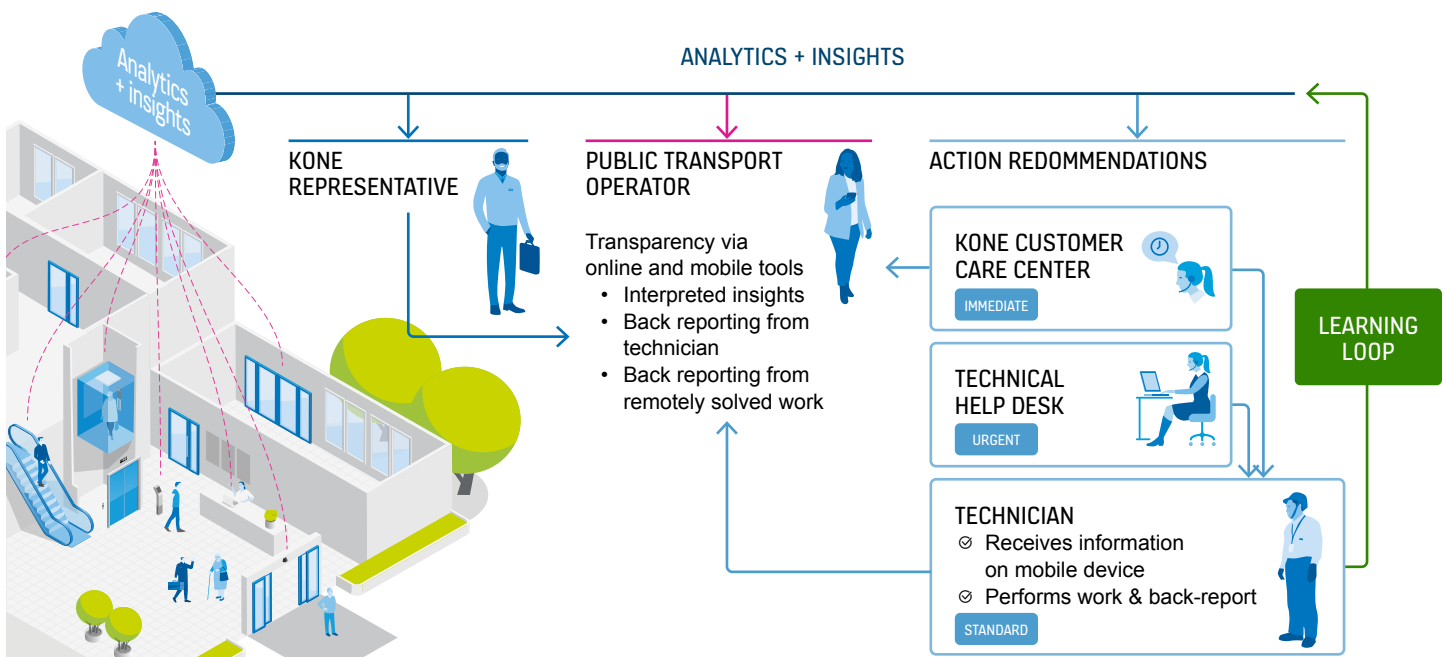 Analytics
+ insights
ANALYTICS + INSIGHTS
KONE
REPRESENTATIVE
PUBLIC TRANSPORT
OPERATOR
Transparency via
online and mobile tools
• Interpreted insights
• Back reporting from
technician
• Back reporting from
remotely solved work
ACTION REDOMMENDATIONS
KONE CUSTOMER
CARE CENTER
IMMEDIATE
TECHNICAL
HELP DESK
URGENT
TECHNICIAN
Receives information
on mobile device
Performs work & back-report
STANDARD
LEARNING
LOOP